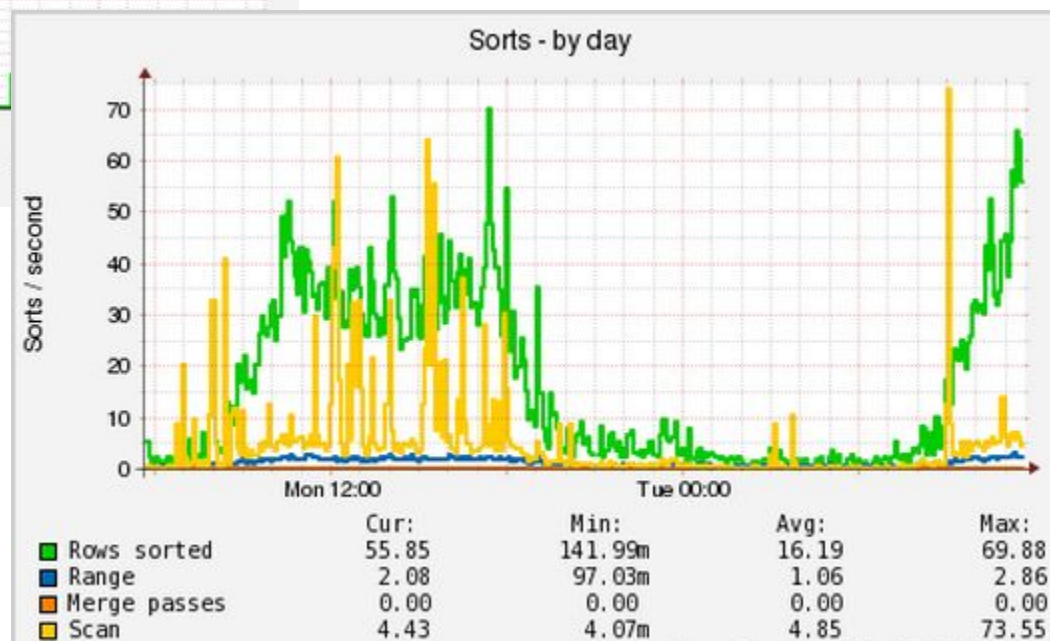 Sorts - by day
Sorts / second
70
60
50
40
30
20
10
0
Mon 12:00 Tue 00:00
Cur: Min: Avg: Max:
Rows sorted 55.85 141.99m 16.19 69.88
Range 2.08 97.03m 1.06 2.86
Merge passes 0.00 0.00 0.00 0.00
Scan 4.43 4.07m 4.85 73.55